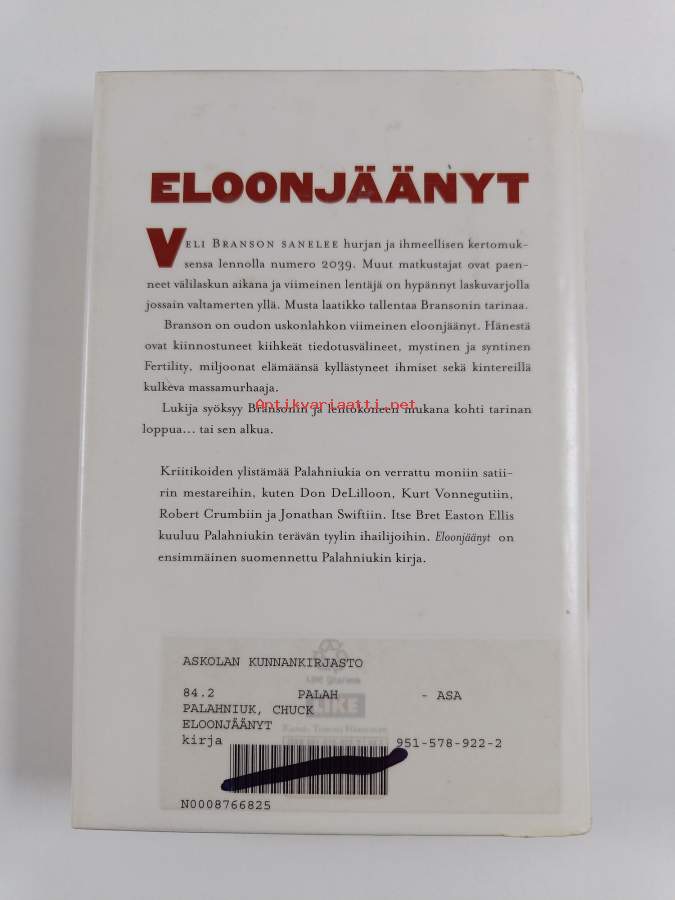 ELOONJÄÄNYT
VELI BRANSON SANELEE hurjan ja ihmeellisen kertomuk-
sensa lennolla numero 2039. Muut matkustajat ovat paen-
neet välilaskun aikana ja viimeinen lentäjä on hypännyt laskuvarjolla
jossain valtamerten yllä. Musta laatikko tallentaa Bransonin tarinaa.
Branson on oudon uskonlahkon viimeinen eloonjäänyt. Hänestä
ovat kiinnostuneet kiihkeät tiedotusvälineet, mystinen ja syntinen
Fertility, miljoonat elämäänsä kyllästyneet ihmiset sekä kintereillä
kulkeva massamurhaaja.
Antikvariaatti.net
Lukija syöksyy Bransonin ja lentokoneen mukana kohti tarinan
loppua... tai sen alkua.
Kriitikoiden ylistämää Palahniukia on verrattu moniin satii-
rin mestareihin, kuten Don DeLilloon, Kurt Vonnegutiin,
Robert Crumbiin ja Jonathan Swiftiin. Itse Bret Easton Ellis
kuuluu Palahniukin terävän tyylin ihailijoihin. Eloonjäänyt on
ensimmäinen suomennettu Palahniukin kirja.
ASKOLAN KUNNANKIRJASTO
84.2 PALAH - ASA
PALAHNIUK, CHUCK
LIKE
ELOONJÄÄNYT
kirja 951-578-922-2
N0008766825